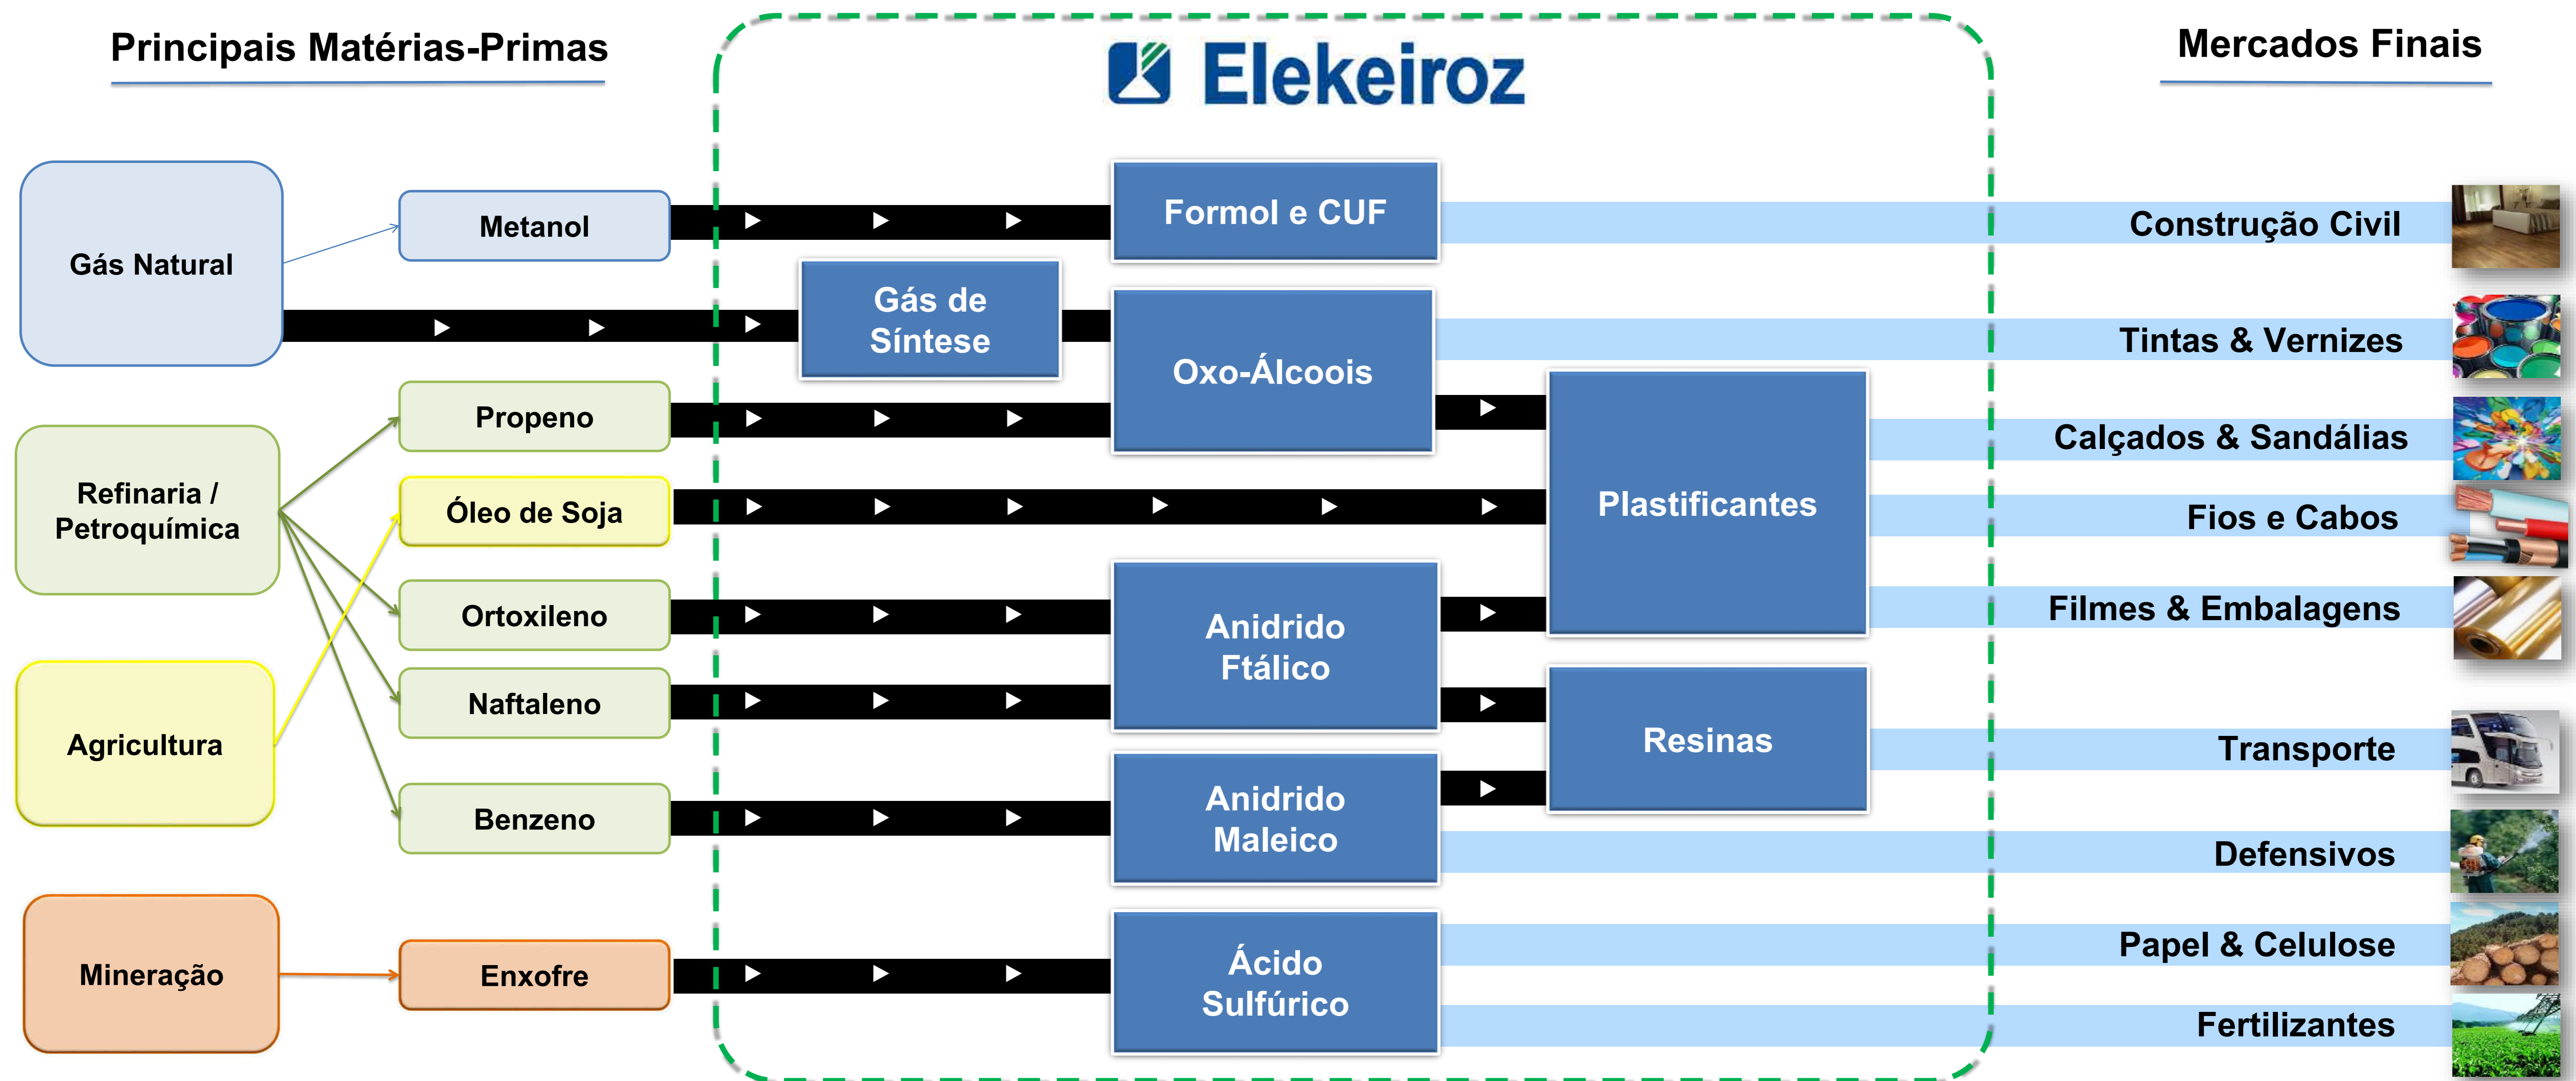 Principais Matérias-Primas
Elekeiroz
Mercados Finais
Gás Natural
Metanol
Formol e CUF
Construção Civil
Gás de
Síntese
Oxo-Álcoois
Tintas & Vernizes
Propeno
Calçados & Sandálias
Refinaria /
Petroquímica
Óleo de Soja
Plastificantes
Fios e Cabos
Ortoxileno
Anidrido
Ftálico
Filmes & Embalagens
Naftaleno
Agricultura
Resinas
Transporte
Benzeno
Anidrido
Maleico
Defensivos
Mineração
Enxofre
Ácido
Sulfúrico
Papel & Celulose
Fertilizantes